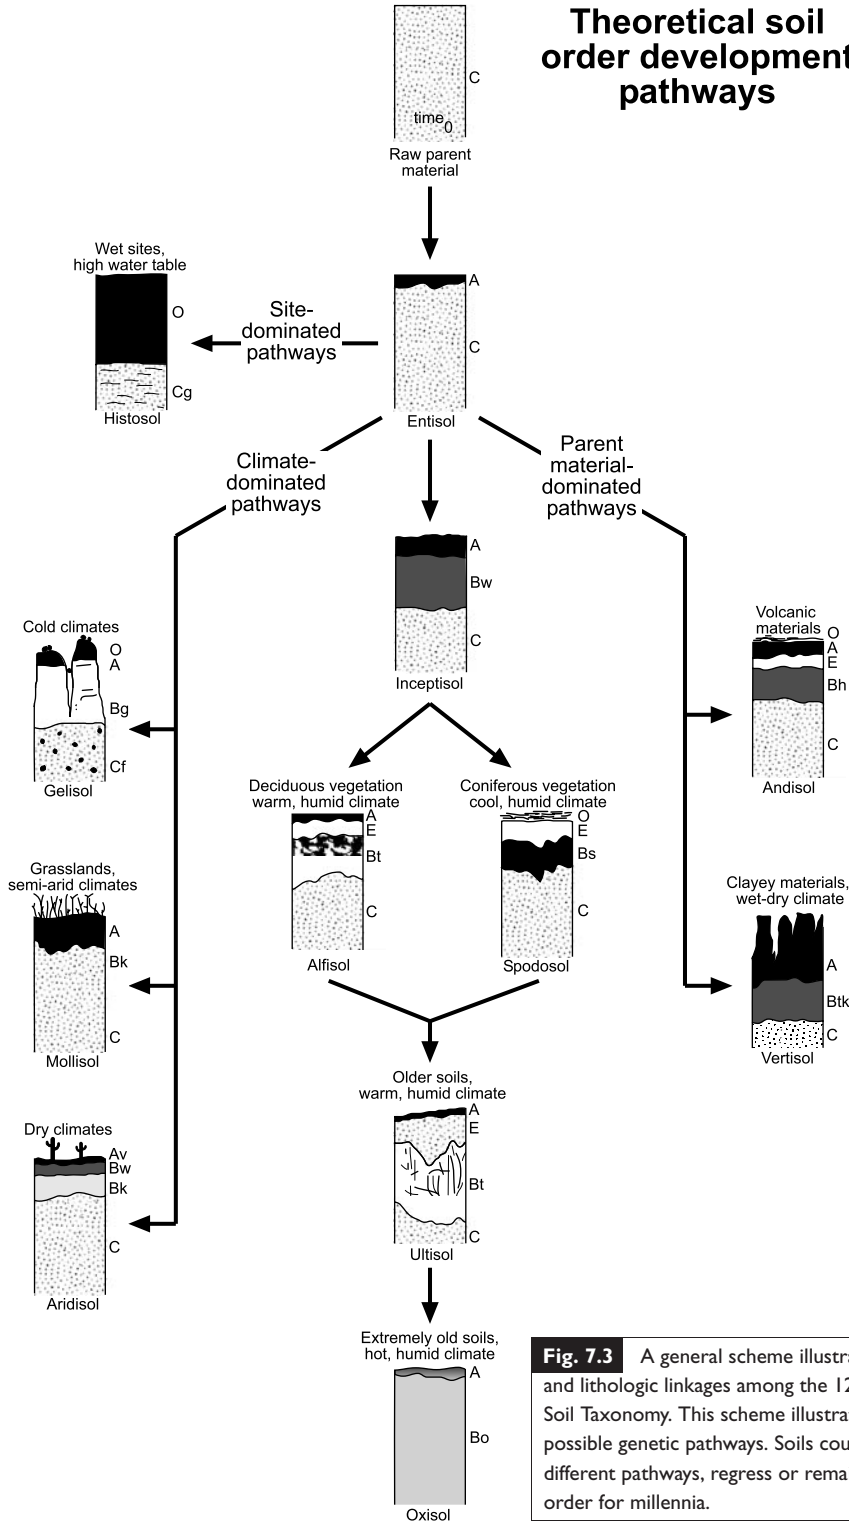 Theoretical soil
order development
pathways
C
time0
Raw parent
material
A
C
Entisol
Wet sites,
high water table
O
Cg
Histosol
Site-
dominated
pathways
Climate-
dominated
pathways
Parent
material-
dominated
pathways
A
Bw
C
Inceptisol
Cold climates
O
A
Bg
Cf
Gelisol
Volcanic
materials
O
A
E
Bh
C
Andisol
Deciduous vegetation
warm, humid climate
A
E
Bt
C
Alfisol
Coniferous vegetation
cool, humid climate
O
E
Bs
C
Spodosol
Grasslands,
semi-arid climates
A
Bk
C
Mollisol
Clayey materials,
wet-dry climate
A
Btk
C
Vertisol
Older soils,
warm, humid climate
A
E
Bt
C
Ultisol
Dry climates
Av
Bw
Bk
C
Aridisol
Extremely old soils,
hot, humid climate
A
Bo
Oxisol
Fig. 7.3 A general scheme illustra
and lithologic linkages among the 12
Soil Taxonomy. This scheme illustra
possible genetic pathways. Soils cou
different pathways, regress or rema
order for millennia.